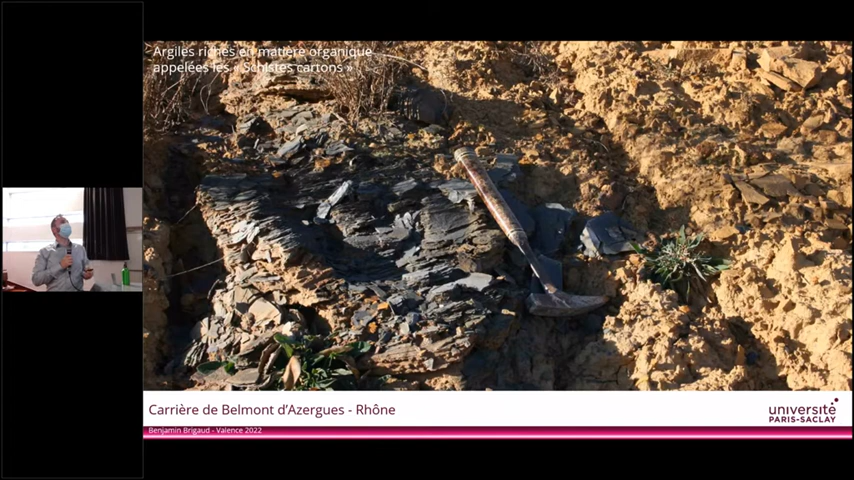 Argiles riches en matière organique
appelées les « Schistes cartons »
Carrière de Belmont d'Azergues - Rhône
université
PARIS-SACLAY
Benjamin Brigaud - Valence 2022